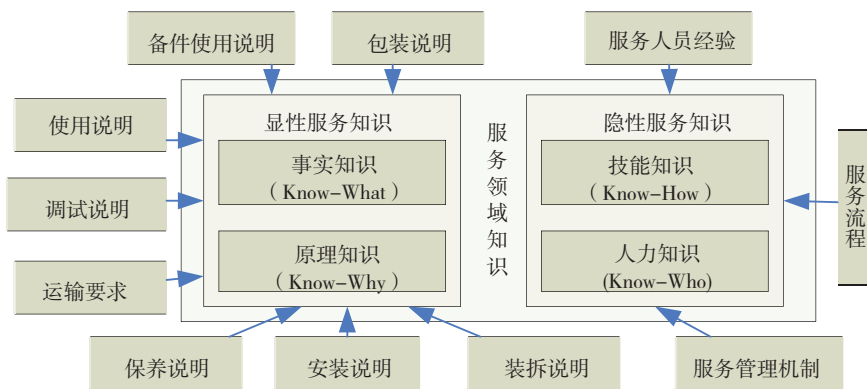 备件使用说明
包装说明
服务人员经验
使用说明
调试说明
运输要求
显性服务知识
事实知识
（Know-What）
原理知识
（Know-Why）
服务领域知识
隐性服务知识
技能知识
（Know-How）
人力知识
(Know-Who)
服务流程
保养说明
安装说明
装拆说明
服务管理机制